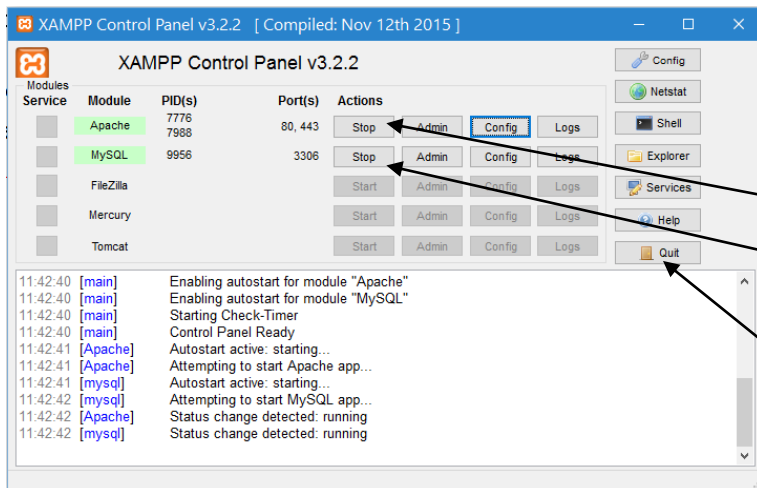 XAMPP Control Panel v3.2.2 [ Compiled: Nov 12th 2015 ]
XAMPP Control Panel v3.2.2
Config
Modules
Service Module PID(s) Port(s) Actions
Netstat
Apache 7776 7988 80, 443 Stop Admin Config Logs
Shell
MySQL 9956 3306 Stop Admin Config Logs
Explorer
FileZilla Start Admin Config Logs
Services
Mercury Start Admin Config Logs
Help
Tomcat Start Admin Config Logs
Quit
11:42:40 [main] Enabling autostart for module "Apache"
11:42:40 [main] Enabling autostart for module "MySQL"
11:42:40 [main] Starting Check-Timer
11:42:40 [main] Control Panel Ready
11:42:41 [Apache] Autostart active: starting...
11:42:41 [Apache] Attempting to start Apache app...
11:42:42 [mysql] Autostart active: starting...
11:42:42 [mysql] Attempting to start MySQL app...
11:42:42 [Apache] Status change detected: running
11:42:42 [mysql] Status change detected: running